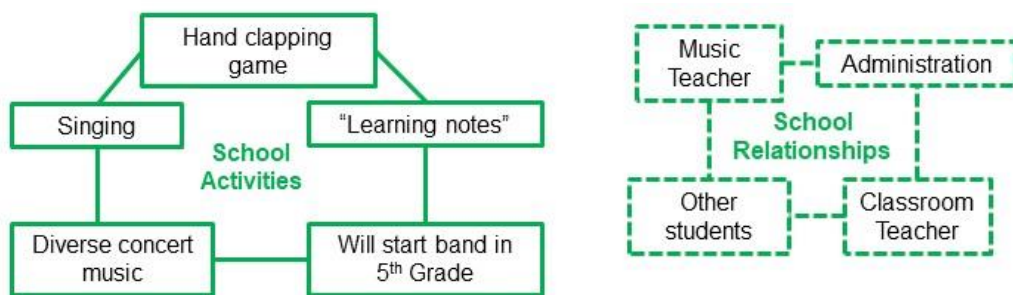 Hand clapping
game
Singing
“Learning notes”
School
Activities
Diverse concert
music
Will start band in
5th Grade
Music
Teacher
Administration
School
Relationships
Other
students
Classroom
Teacher